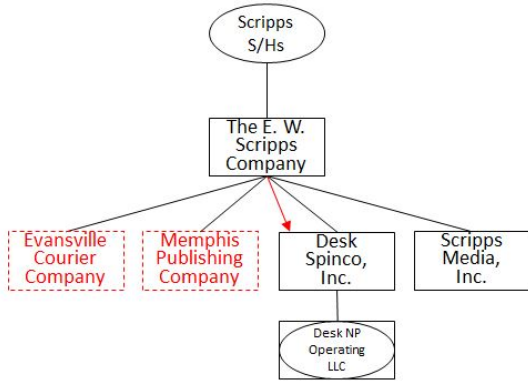 Scripps
S/Hs
The E. W.
Scripps
Company
Evansville
Courier
Company
Memphis
Publishing
Company
Desk
Spinco,
Inc.
Scripps
Media,
Inc.
Desk NP
Operating
LLC